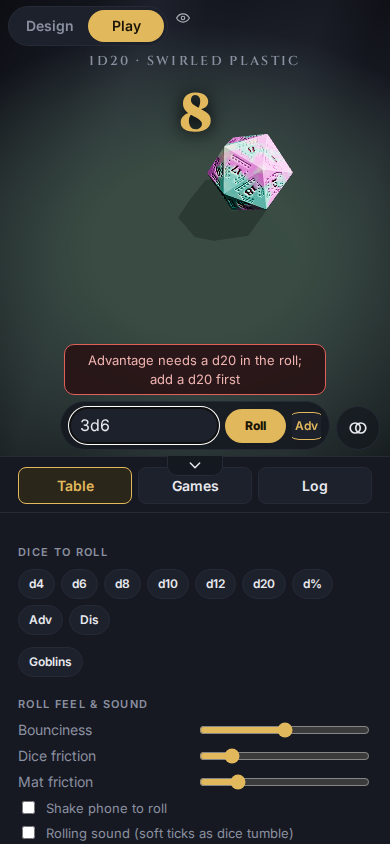 Design
Play
1D20 · SWIRLED PLASTIC
8
Advantage needs a d20 in the roll;
add a d20 first
3d6
Roll
Adv
Table
Games
Log
DICE TO ROLL
d4
d6
d8
d10
d12
d20
d%
Adv
Dis
Goblins
ROLL FEEL & SOUND
Bounciness
Dice friction
Mat friction
Shake phone to roll
Rolling sound (soft ticks as dice tumble)